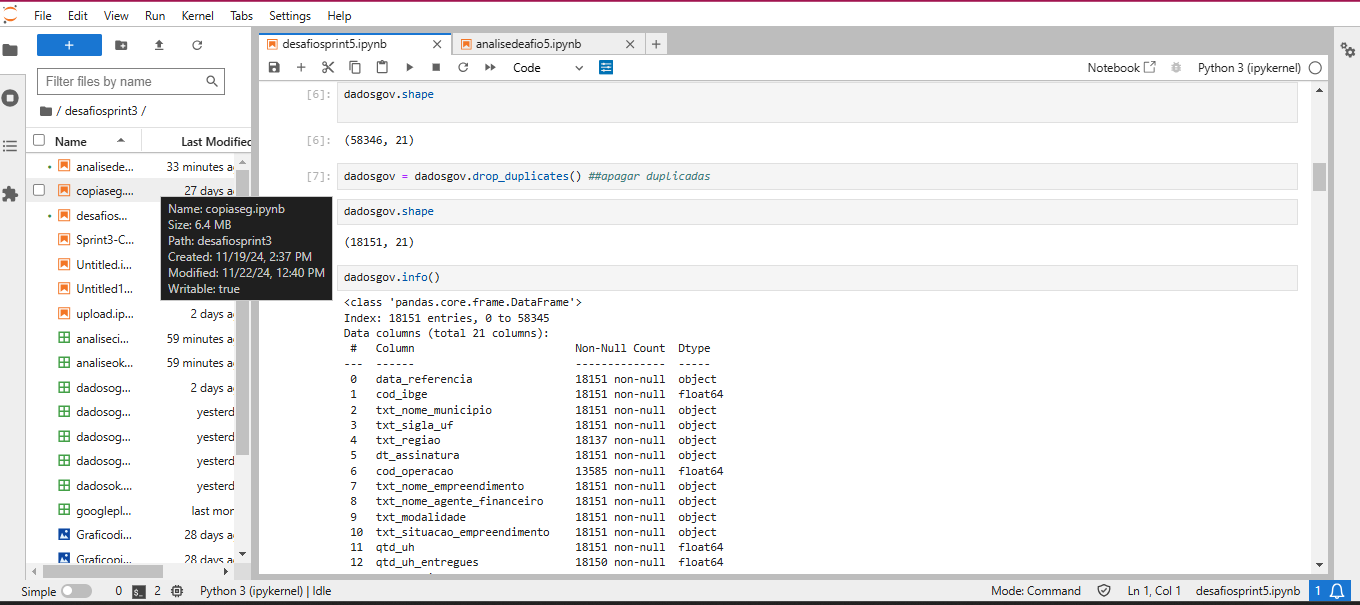 File Edit View Run Kernel Tabs Settings Help
+
Filter files by name
/ desafiosprint3 /
Name Last Modified
analisede... 33 minutes a
copiaseg.... 27 days a
desafios...
Sprint3-C...
Untitled.i...
Untitled1...
upload.ip... 2 days a
analiseci... 59 minutes a
analiseok... 59 minutes a
dadosog... 2 days a
dadosog... yesterd
dadosog... yesterd
dadosog... yesterd
dadosok.... yesterd
googlepl... last mor
Graficodi... 28 days a
Graficopi... 28 days a
Name: copiaseg.ipynb
Size: 6.4 MB
Path: desafiosprint3
Created: 11/19/24, 2:37 PM
Modified: 11/22/24, 12:40 PM
Writable: true
desafiosprint5.ipynb × analisedeafio5.ipynb × +
Code Notebook Python 3 (ipykernel)
[6]: dadosgov.shape
[6]: (58346, 21)
[7]: dadosgov = dadosgov.drop_duplicates() ##apagar duplicadas
dadosgov.shape
(18151, 21)
dadosgov.info()
<class 'pandas.core.frame.DataFrame'>
Index: 18151 entries, 0 to 58345
Data columns (total 21 columns):
# Column Non-Null Count Dtype
--- ------ -------------- -----
0 data_referencia 18151 non-null object
1 cod_ibge 18151 non-null float64
2 txt_nome_municipio 18151 non-null object
3 txt_sigla_uf 18151 non-null object
4 txt_regiao 18137 non-null object
5 dt_assinatura 18151 non-null object
6 cod_operacao 13585 non-null float64
7 txt_nome_empreendimento 18151 non-null object
8 txt_nome_agente_financeiro 18151 non-null object
9 txt_modalidade 18151 non-null object
10 txt_situacao_empreendimento 18151 non-null object
11 qtd_uh 18151 non-null float64
12 qtd_uh_entregues 18150 non-null float64
Simple 0 2 Python 3 (ipykernel) | Idle Mode: Command Ln 1, Col 1 desafiosprint5.ipynb 1